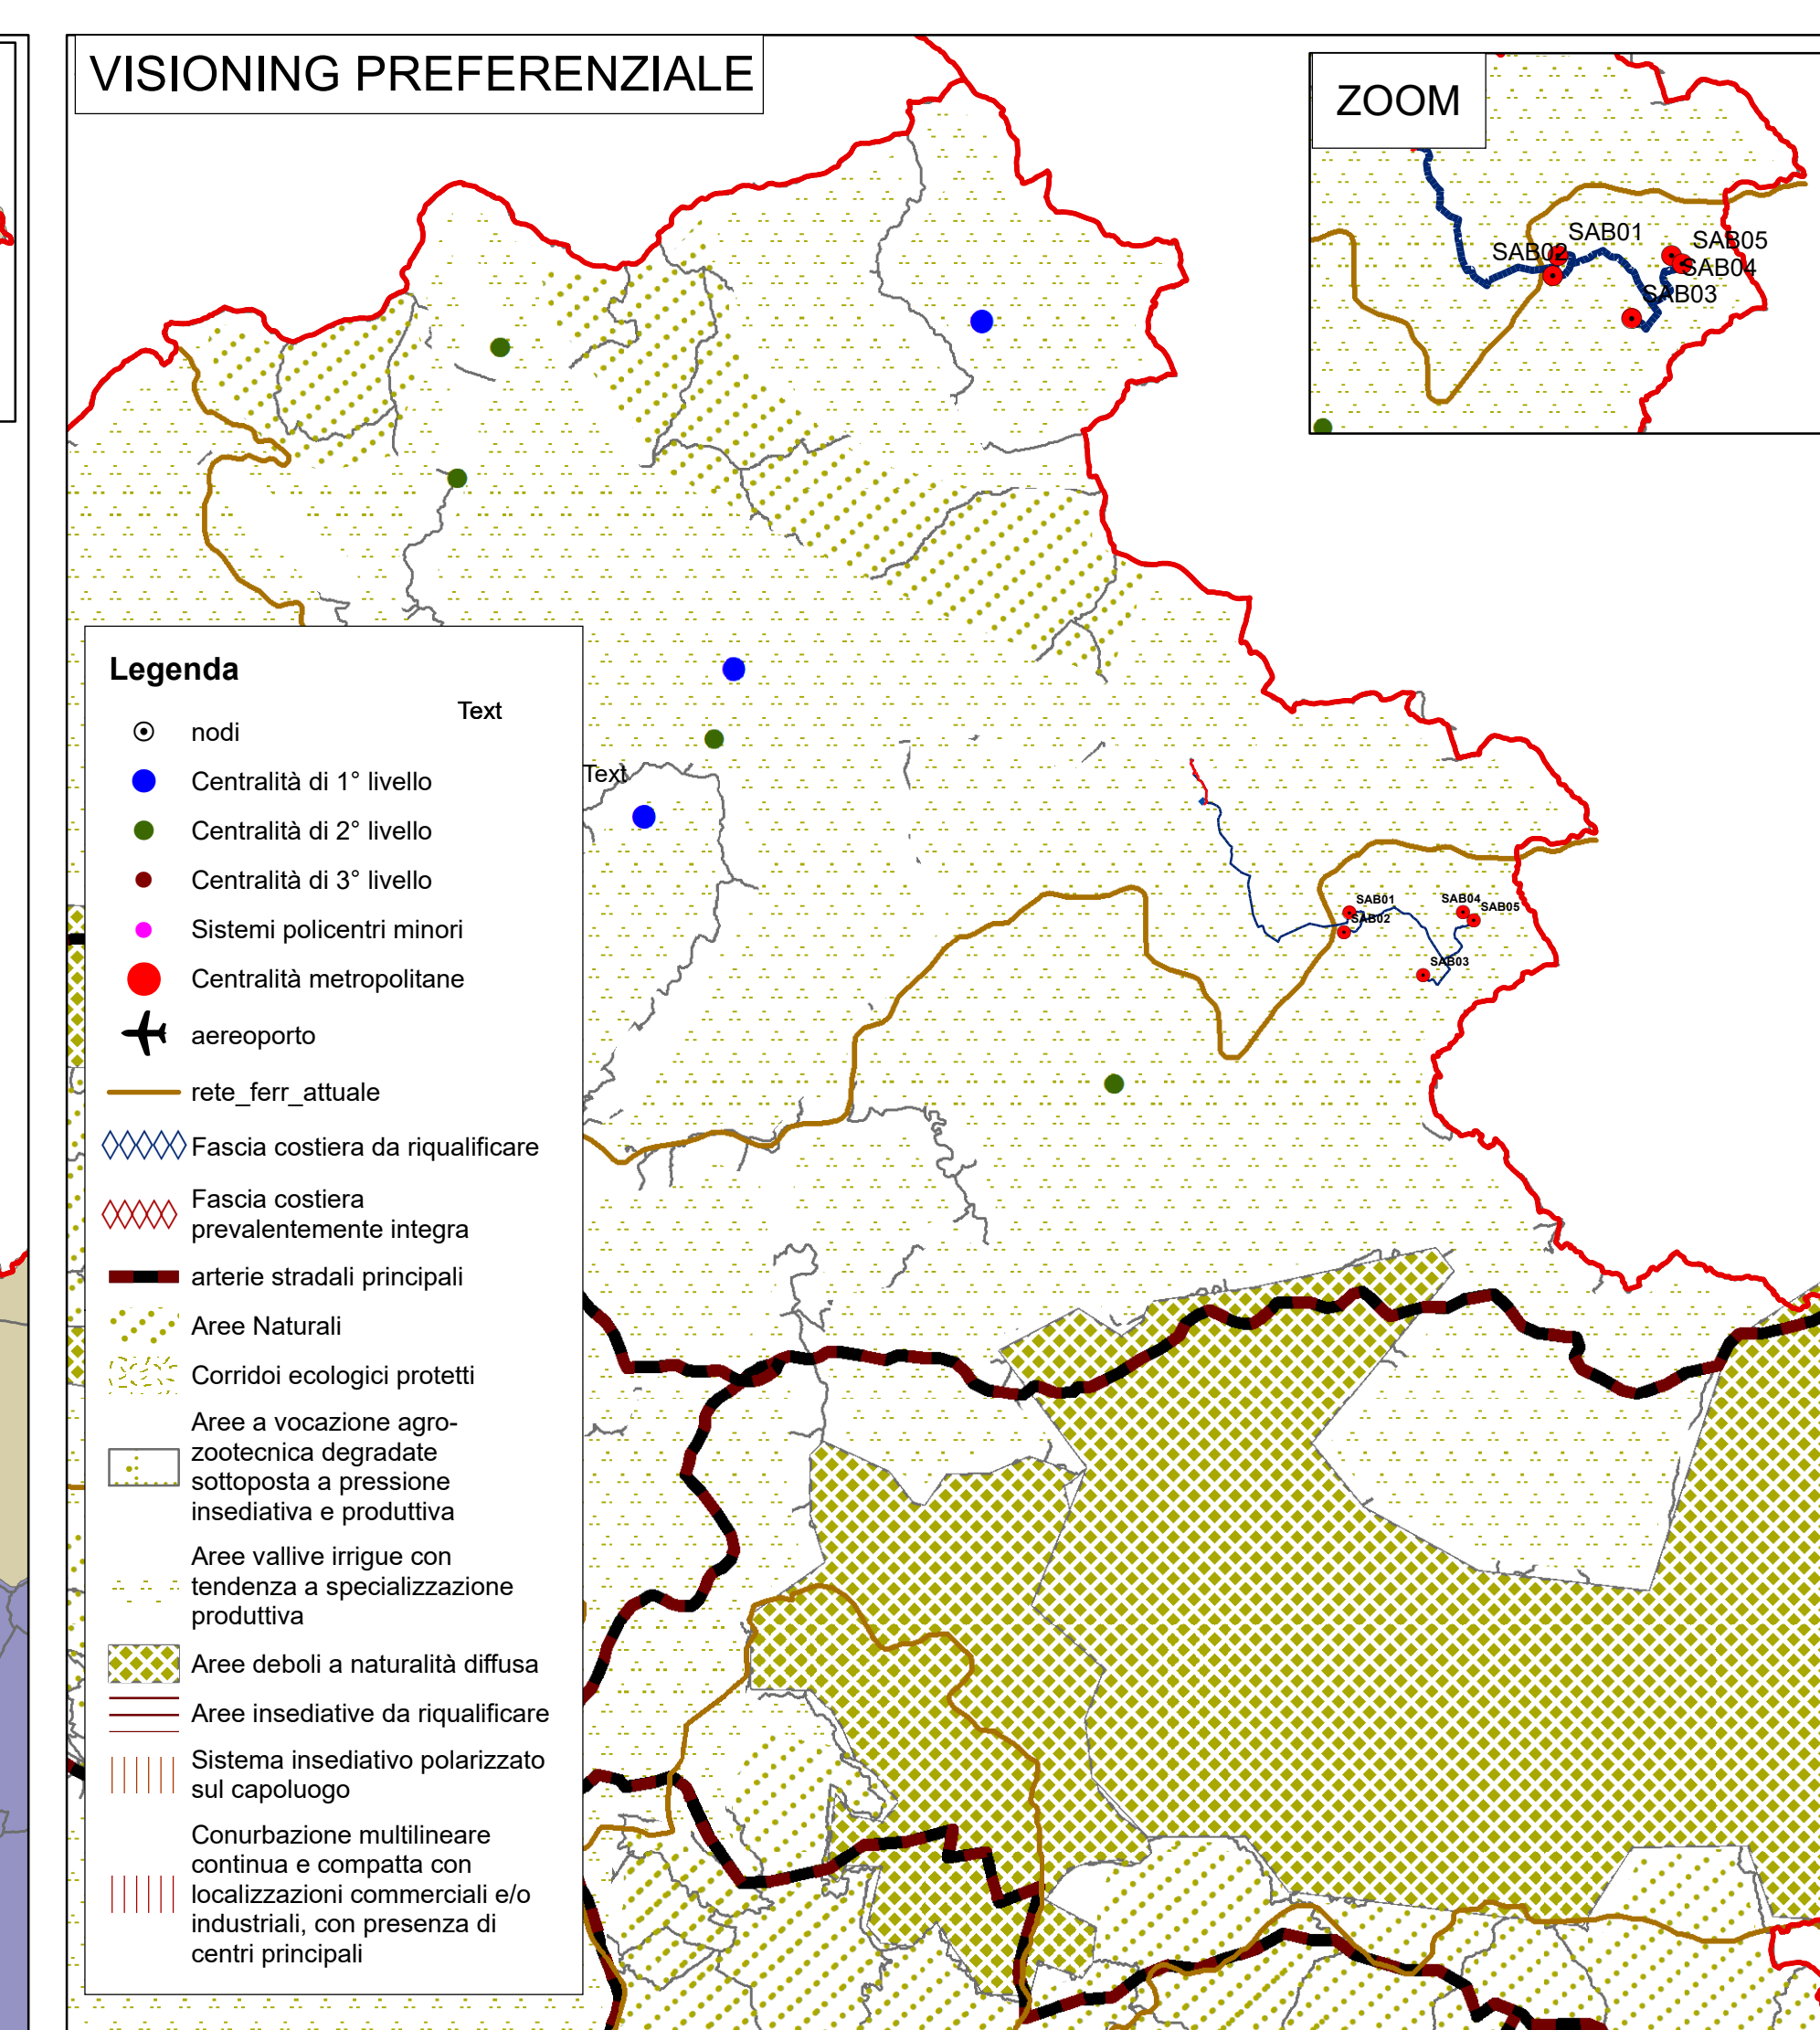 VISIONING PREFERENZIALE
ZOOM
SAB01
SAB02
SAB05
SAB04
SAB03
Legenda
Text
nodi
Centralità di 1° livello
Centralità di 2° livello
Centralità di 3° livello
Sistemi policentri minori
Centralità metropolitane
aereoporto
rete_ferr_attuale
Fascia costiera da riqualificare
Fascia costiera
prevalentemente integra
arterie stradali principali
Aree Naturali
Corridoi ecologici protetti
Aree a vocazione agro-
zootecnica degradate
sottoposta a pressione
insediativa e produttiva
Aree vallive irrigue con
tendenza a specializzazione
produttiva
Aree deboli a naturalità diffusa
Aree insediative da riqualificare
Sistema insediativo polarizzato
sul capoluogo
Conurbazione multilineare
continua e compatta con
localizzazioni commerciali e/o
industriali, con presenza di
centri principali
Text
SAB01
SAB02
SAB04
SAB05
SAB03